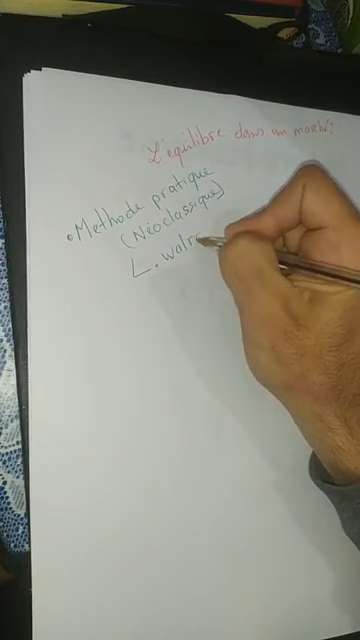 L'equilibre dans un marché:
• Methode pratique
(Néoclassique)
L. Walr